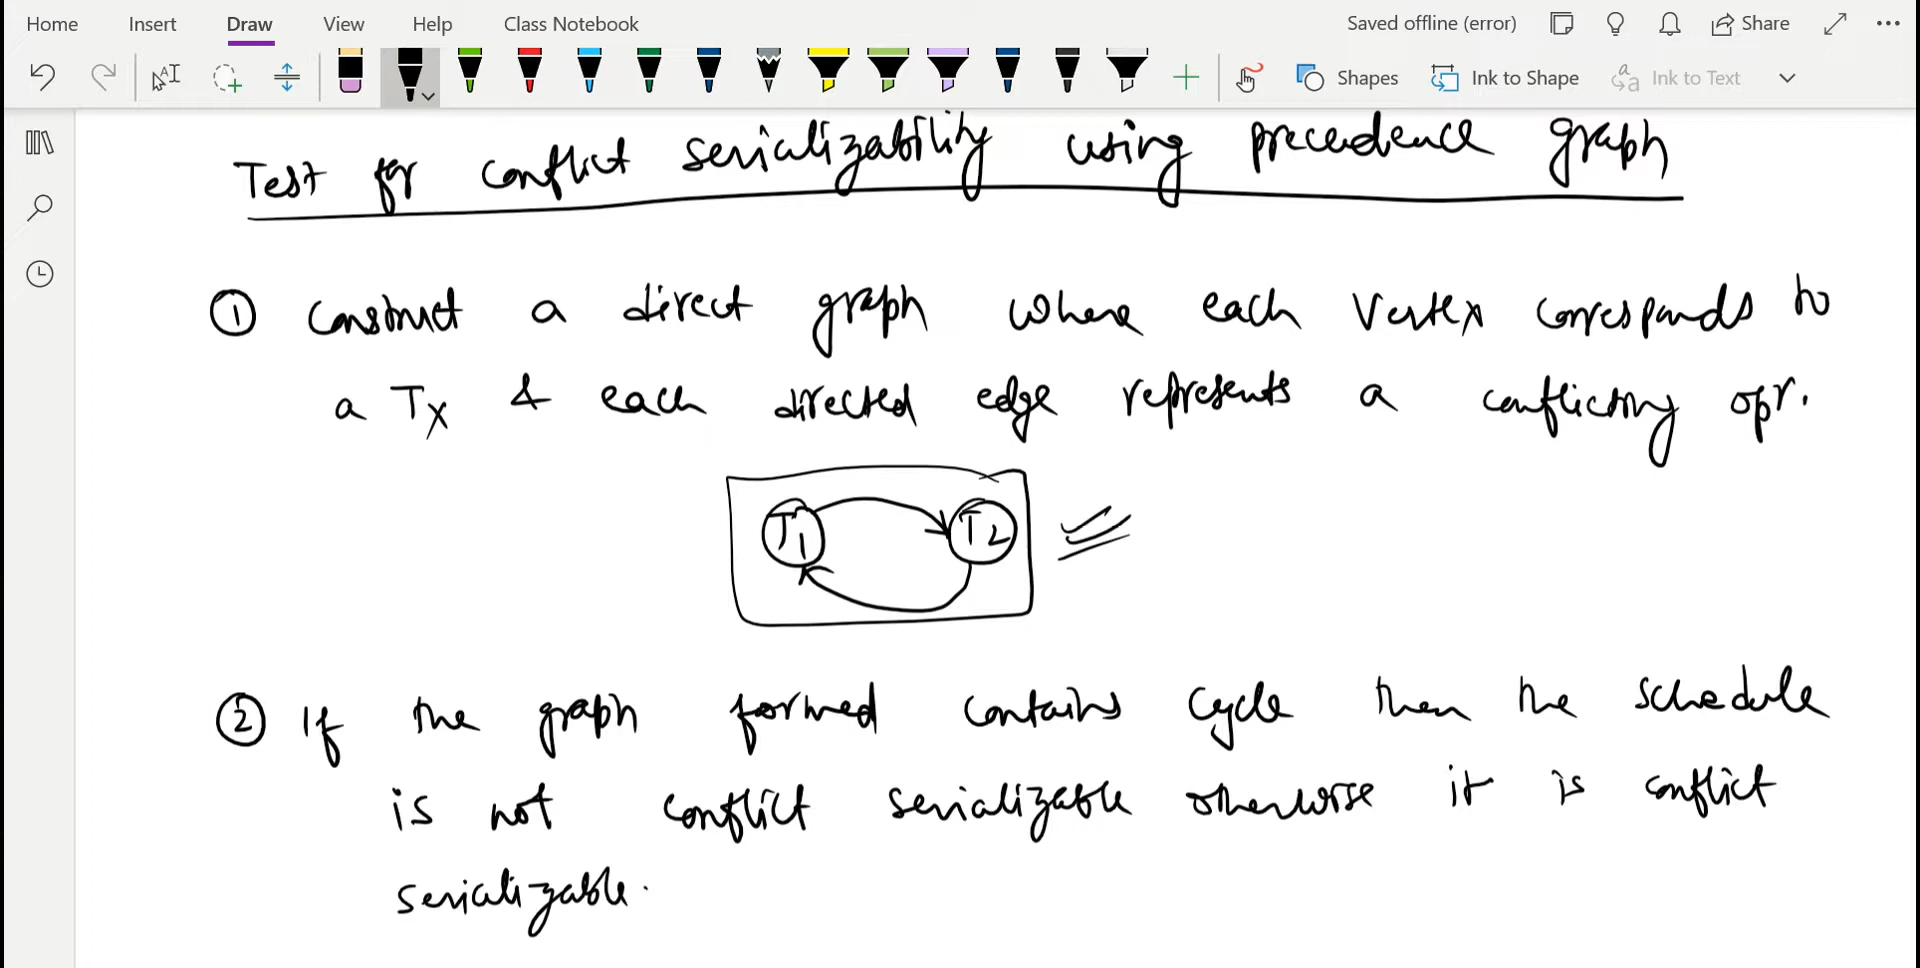 Home Insert Draw View Help Class Notebook Saved offline (error) Share
Shapes Ink to Shape Ink to Text
Test for conflict serializability using precedence graph
① Construct a direct graph where each vertex corresponds to
a Tx & each directed edge represents a conflicting opr.
T1 T2
② If the graph formed contains cycle then the schedule
is not conflict serializable otherwise it is conflict
serializable.